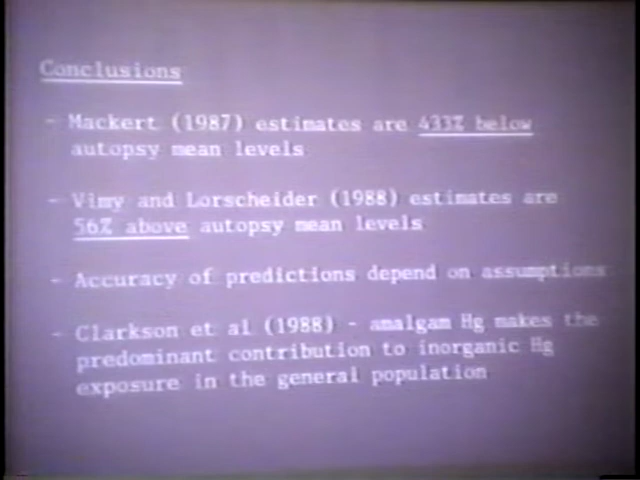 Conclusions
- Mackert (1987) estimates are 433% below
autopsy mean levels
- Vimy and Lorscheider (1988) estimates are
56% above autopsy mean levels
- Accuracy of predictions depend on assumptions
- Clarkson et al (1988) - amalgam Hg makes the
predominant contribution to inorganic Hg
exposure in the general population